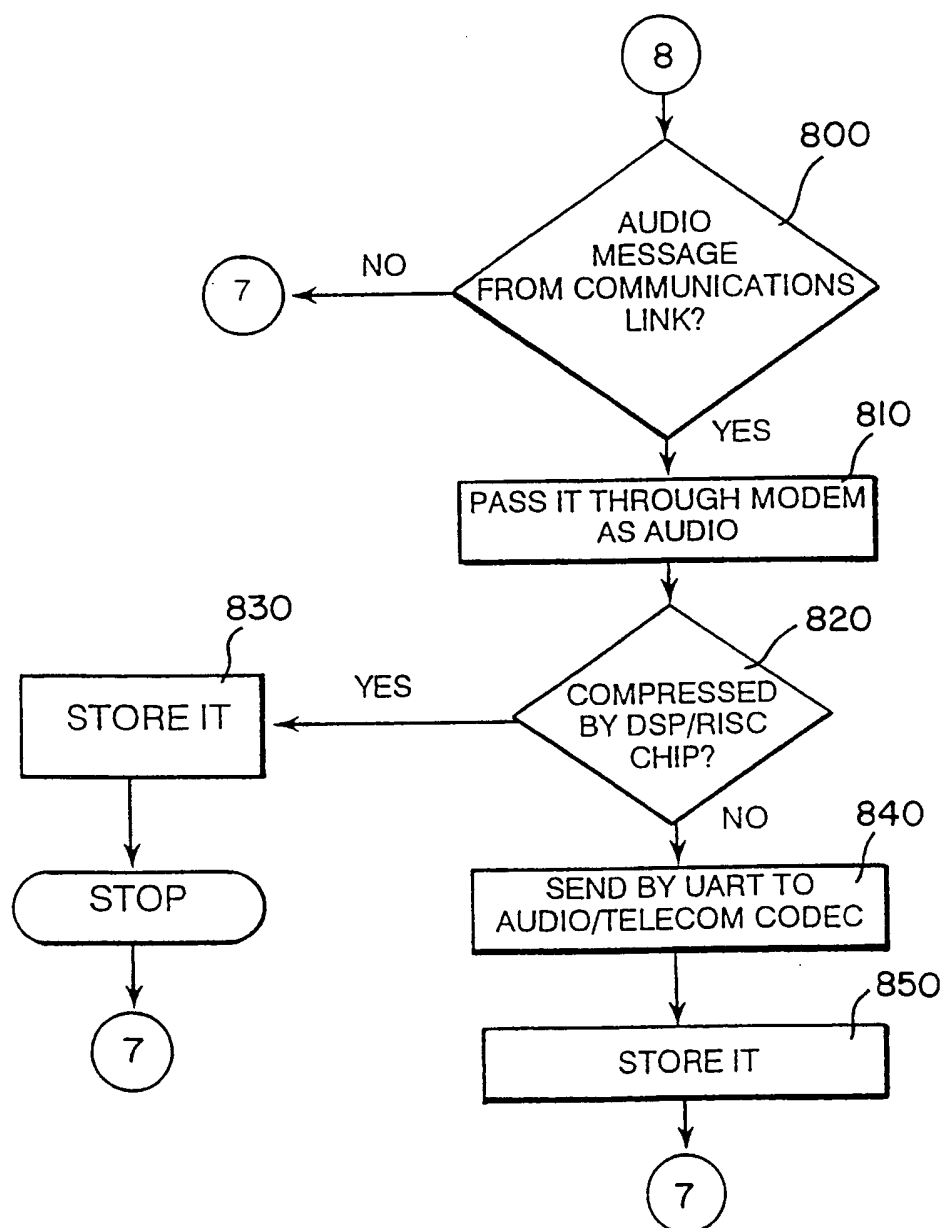 8
800
AUDIO
MESSAGE
FROM COMMUNICATIONS
LINK?
NO
7
YES
810
PASS IT THROUGH MODEM
AS AUDIO
820
COMPRESSED
BY DSP/RISC
CHIP?
YES
830
STORE IT
STOP
7
NO
840
SEND BY UART TO
AUDIO/TELECOM CODEC
850
STORE IT
7